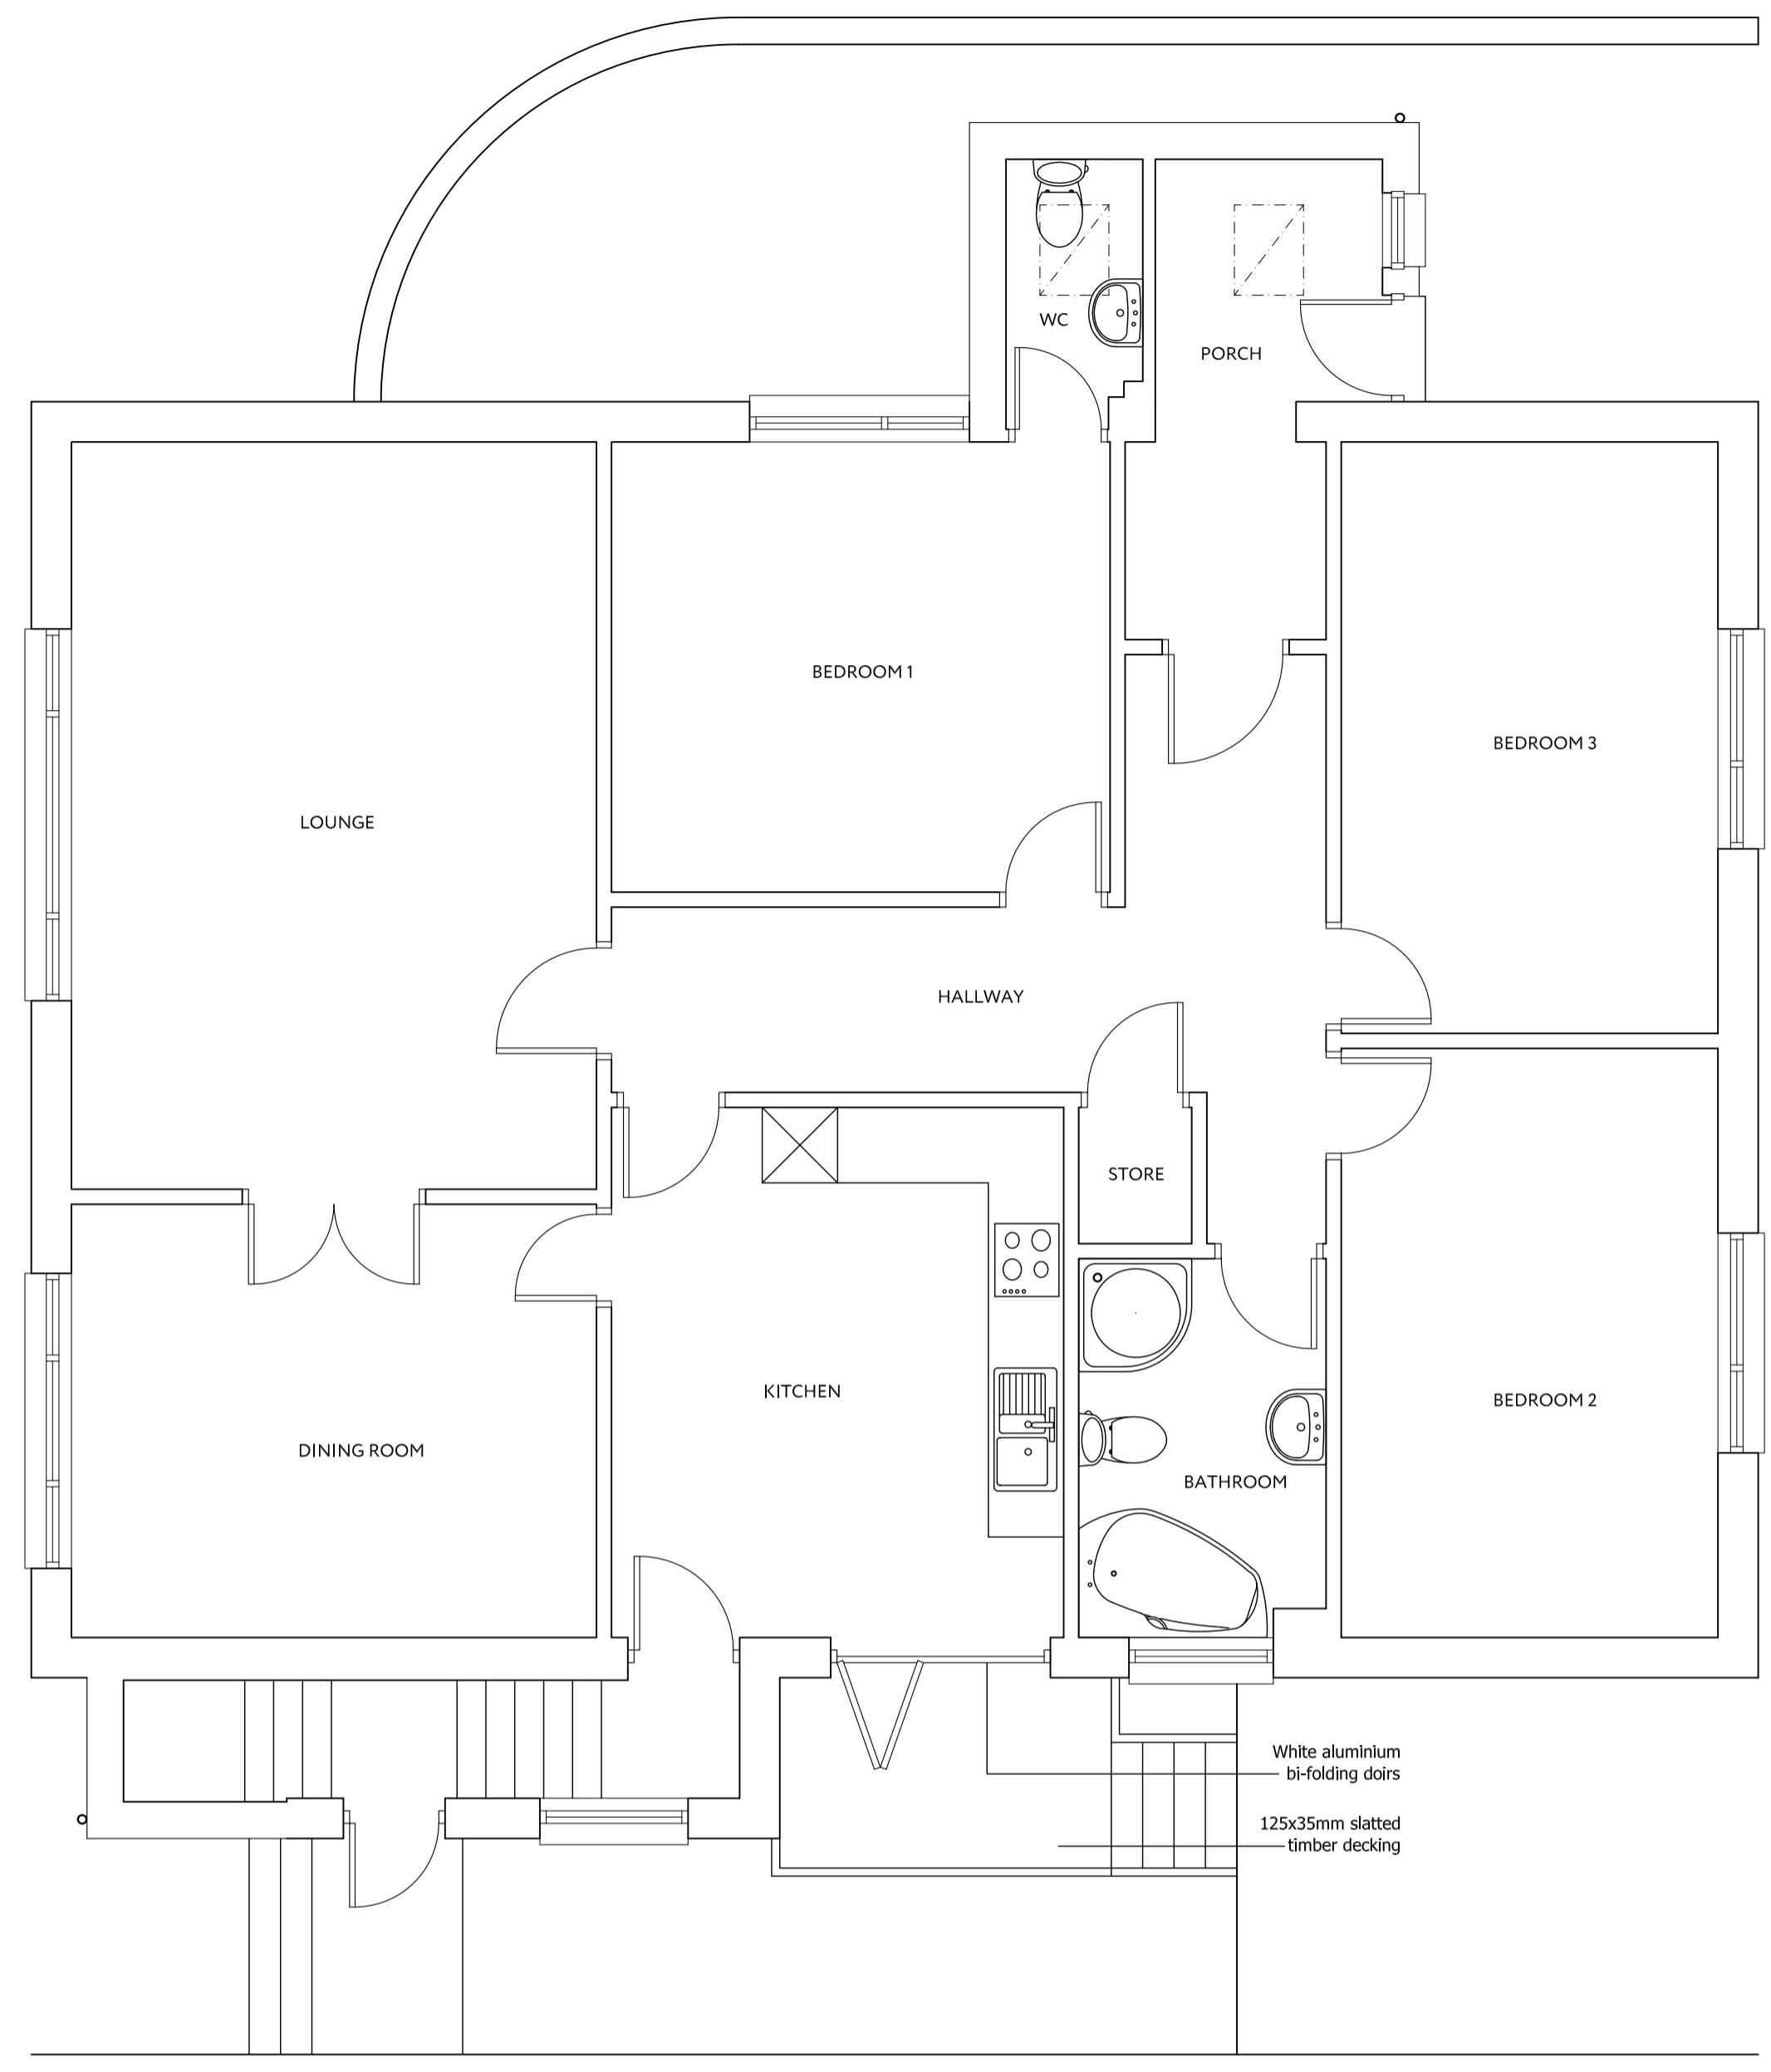 WC
PORCH
BEDROOM 1
BEDROOM 3
LOUNGE
HALLWAY
STORE
KITCHEN
BEDROOM 2
DINING ROOM
BATHROOM
White aluminium
bi-folding doirs
125x35mm slatted
timber decking